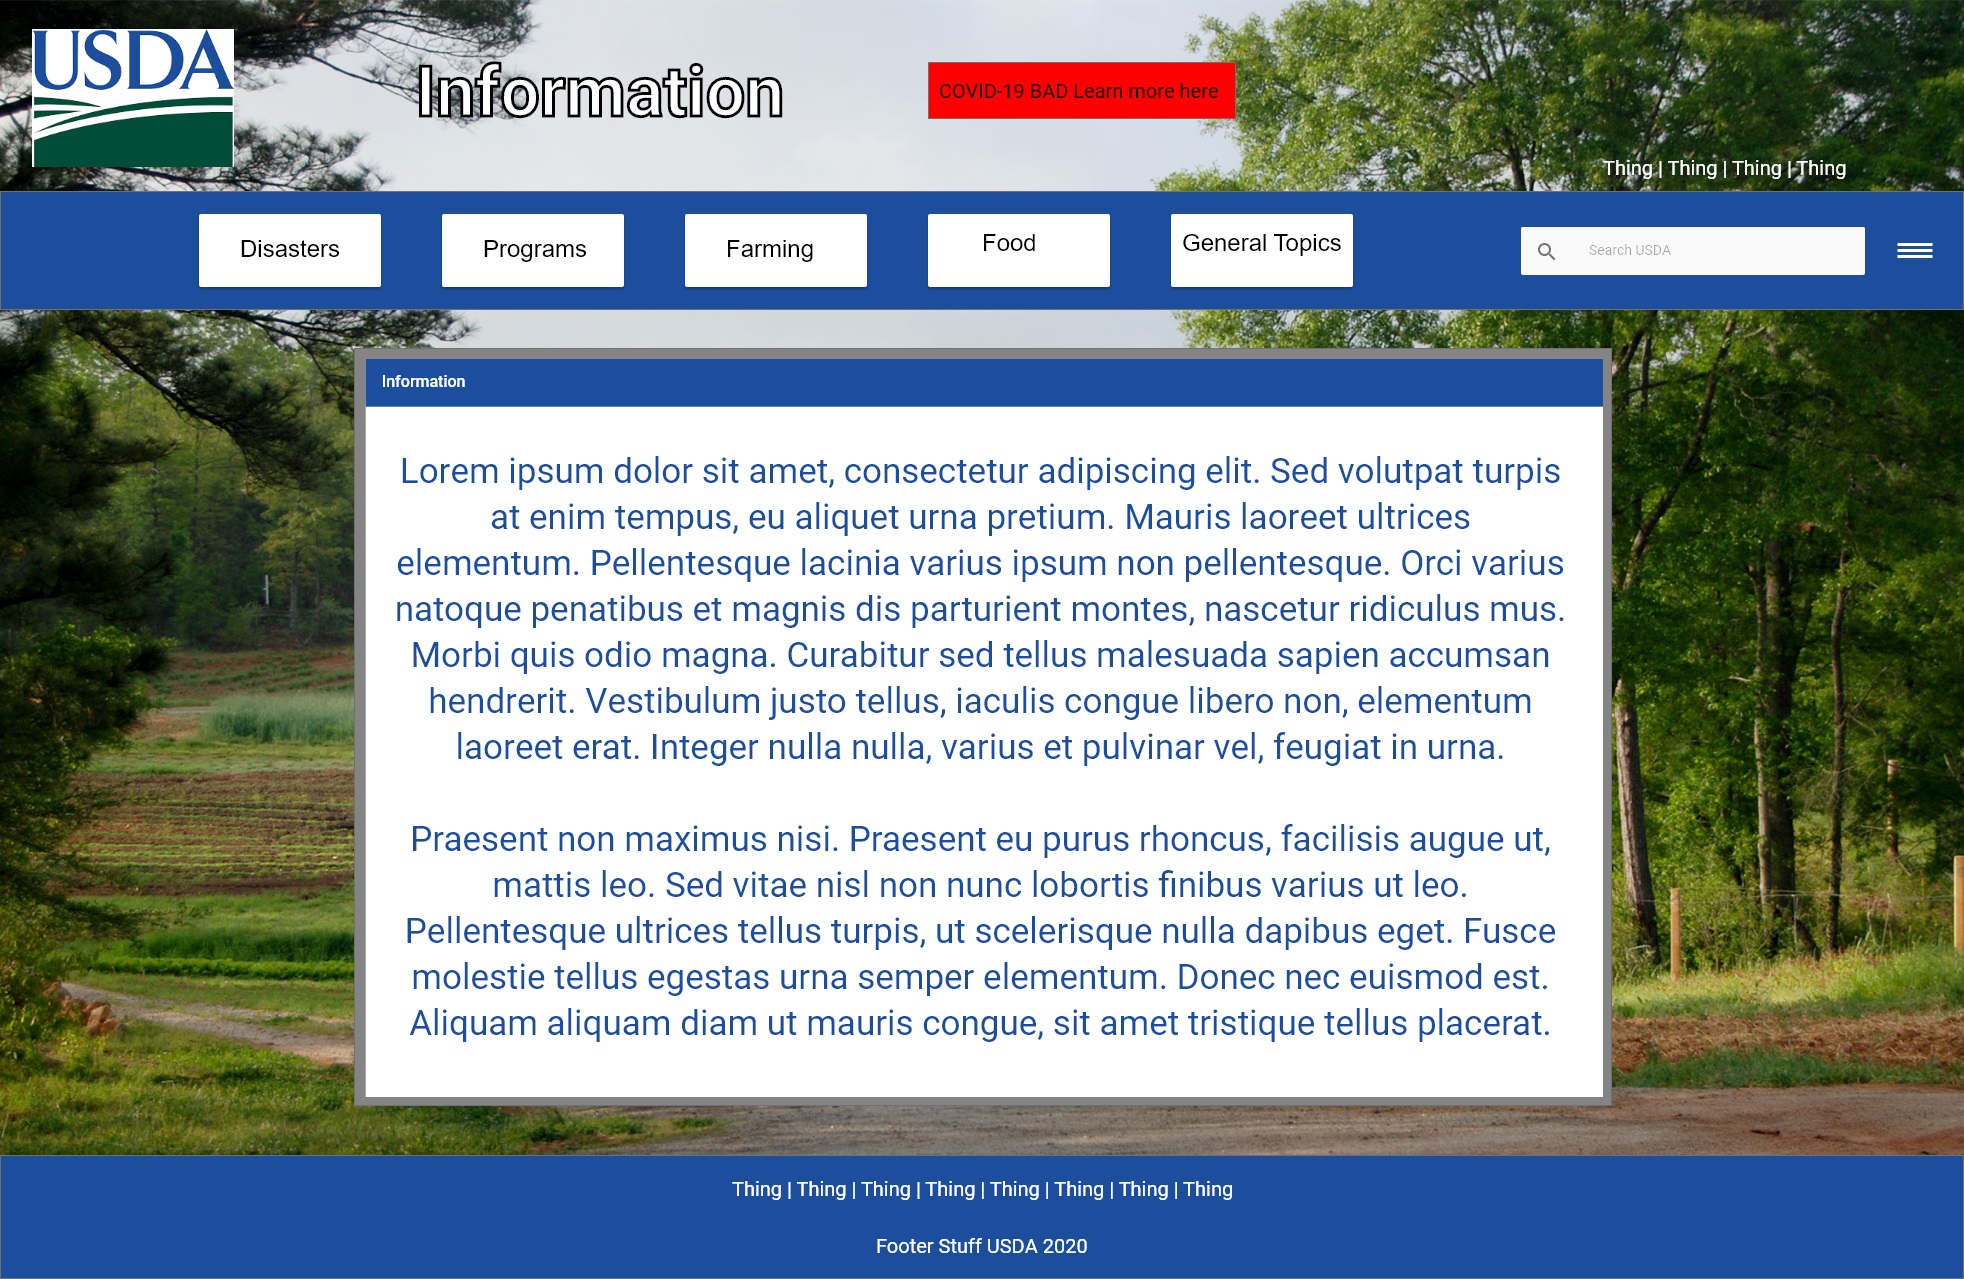 USDA
Information
COVID-19 BAD Learn more here
Thing | Thing | Thing | Thing
Disasters
Programs
Farming
Food
General Topics
Search USDA
Information
Lorem ipsum dolor sit amet, consectetur adipiscing elit. Sed volutpat turpis
at enim tempus, eu aliquet urna pretium. Mauris laoreet ultrices
elementum. Pellentesque lacinia varius ipsum non pellentesque. Orci varius
natoque penatibus et magnis dis parturient montes, nascetur ridiculus mus.
Morbi quis odio magna. Curabitur sed tellus malesuada sapien accumsan
hendrerit. Vestibulum justo tellus, iaculis congue libero non, elementum
laoreet erat. Integer nulla nulla, varius et pulvinar vel, feugiat in urna.
Praesent non maximus nisi. Praesent eu purus rhoncus, facilisis augue ut,
mattis leo. Sed vitae nisl non nunc lobortis finibus varius ut leo.
Pellentesque ultrices tellus turpis, ut scelerisque nulla dapibus eget. Fusce
molestie tellus egestas urna semper elementum. Donec nec euismod est.
Aliquam aliquam diam ut mauris congue, sit amet tristique tellus placerat.
Thing | Thing | Thing | Thing | Thing | Thing | Thing | Thing
Footer Stuff USDA 2020